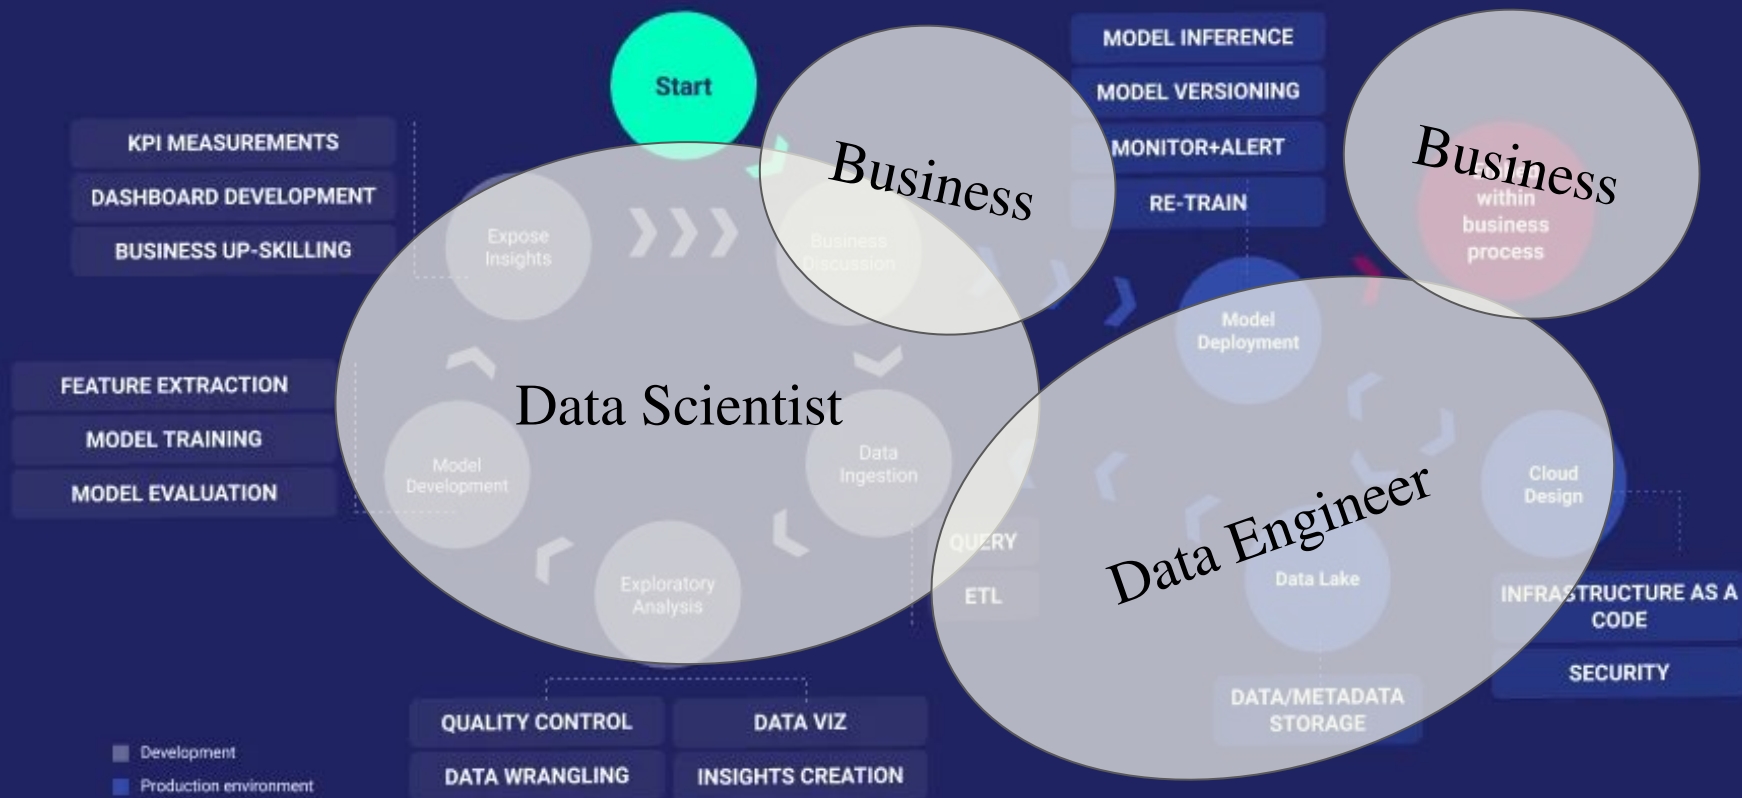 Start
Business
Business
Discussion
MODEL INFERENCE
MODEL VERSIONING
MONITOR+ALERT
RE-TRAIN
Business
within
business
process
KPI MEASUREMENTS
DASHBOARD DEVELOPMENT
BUSINESS UP-SKILLING
Expose
Insights
Model
Deployment
FEATURE EXTRACTION
MODEL TRAINING
MODEL EVALUATION
Data Scientist
Model
Development
Data
Ingestion
Exploratory
Analysis
QUERY
ETL
Data Engineer
Data Lake
Cloud
Design
INFRASTRUCTURE AS A
CODE
SECURITY
DATA/METADATA
STORAGE
QUALITY CONTROL
DATA VIZ
DATA WRANGLING
INSIGHTS CREATION
Development
Production environment